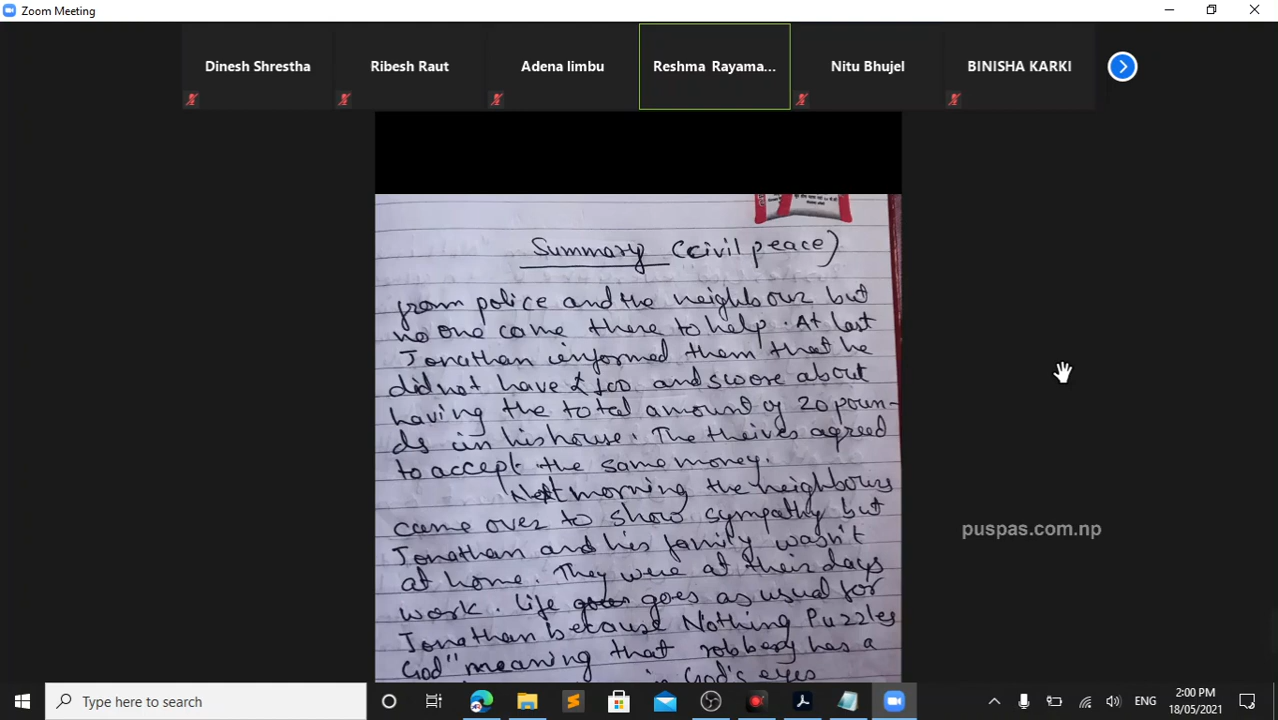 Zoom Meeting
Dinesh Shrestha
Ribesh Raut
Adena limbu
Reshma Rayama...
Nitu Bhujel
BINISHA KARKI
Summary (civil peace)
from police and the neighbour but
no one came there to help. At last
Jonathan informed them that he
did not have £ 100 and swore about
having the total amount of 20 poun-
ds in his house. The theives agreed
to accept the same money.
Next morning the neighbours
came over to show sympathy but
Jonathan and his family wasn't
at home. They were at their days
work. Life goes as usual for
Jonathan because Nothing Puzzles
God" meaning that robbery has a
in God's eyes
puspas.com.np
Type here to search
ENG
2:00 PM
18/05/2021